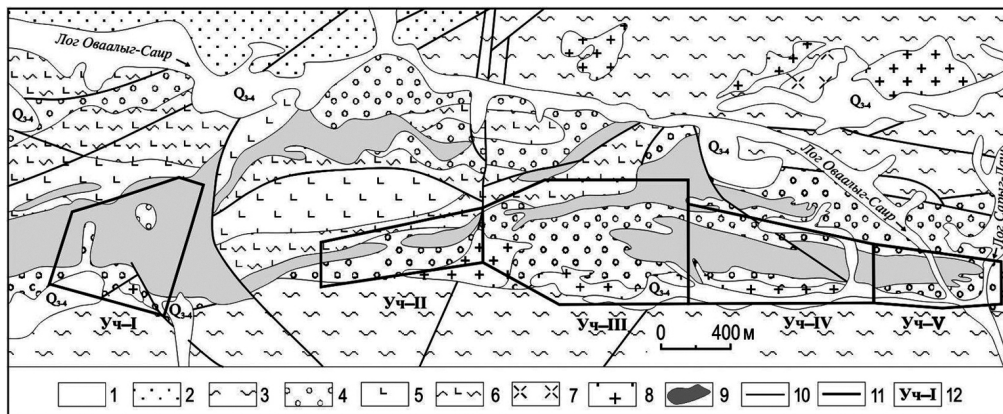 Лог Оваалыг-Саир
Q3-4
Q3-4
Q3-4
Q3-4
Лог Оваалыг-Саир
Q3-4
Q3-4
Q3-4
Уч-I
Уч-II
Уч-III
Уч-IV
Уч-V
0 400 м
1 2 3 4 5 6 7 8 9 10 11 Уч-I 12